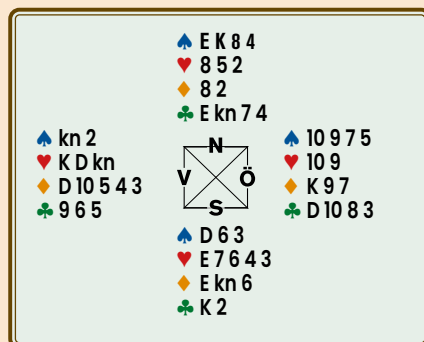 ♠ E K 8 4
♥ 8 5 2
♦ 8 2
♣ E kn 7 4
♠ kn 2
♥ K D kn
♦ D 10 5 4 3
♣ 9 6 5
N
V Ö
S
♠ 10 9 7 5
♥ 10 9
♦ K 9 7
♣ D 10 8 3
♠ D 6 3
♥ E 7 6 4 3
♦ E kn 6
♣ K 2